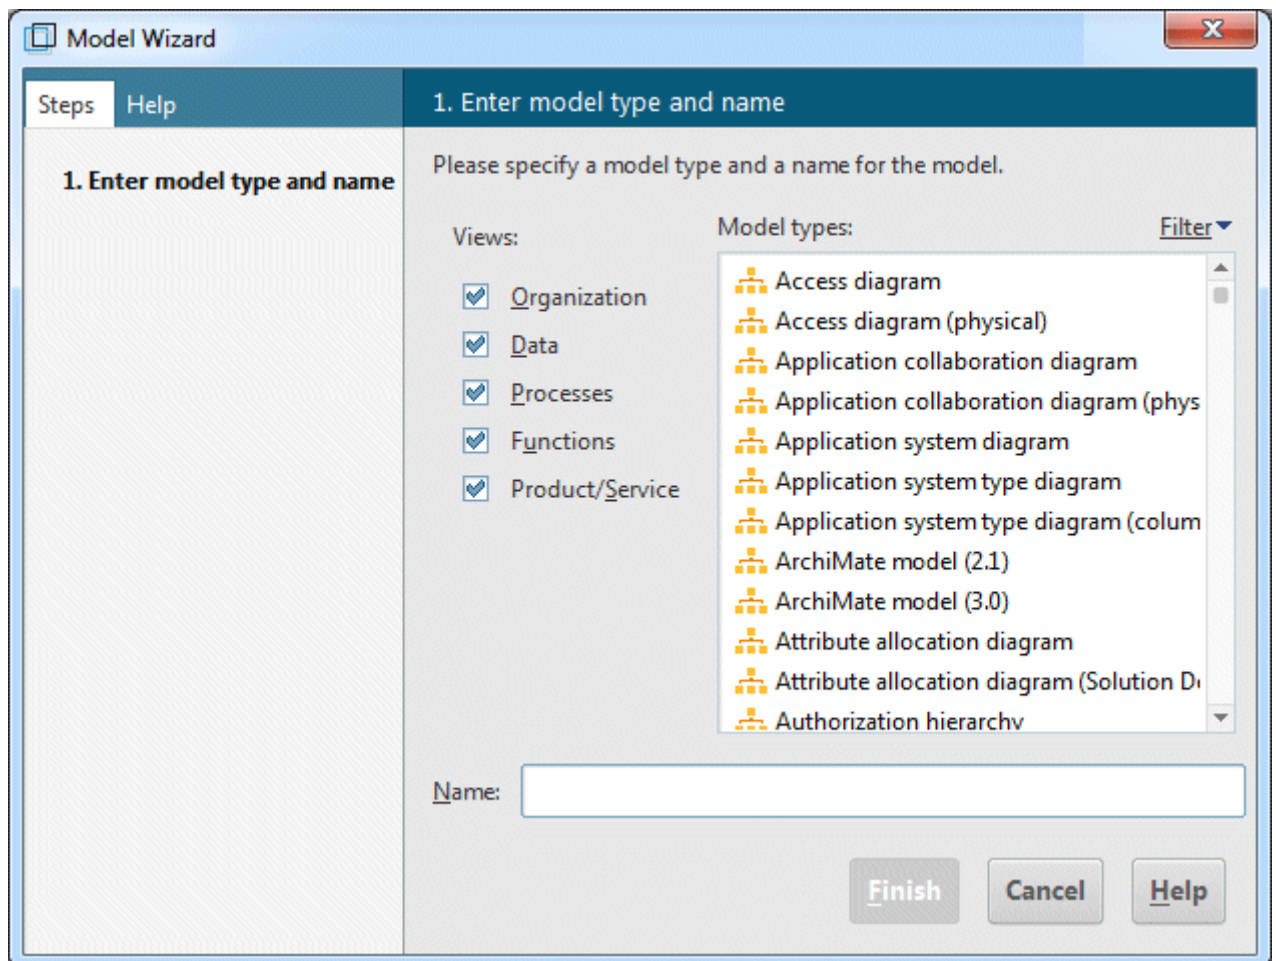 Model Wizard
Steps
Help
1. Enter model type and name
1. Enter model type and name
Please specify a model type and a name for the model.
Views:
Organization
Data
Processes
Functions
Product/Service
Model types:
Filter
Access diagram
Access diagram (physical)
Application collaboration diagram
Application collaboration diagram (phys
Application system diagram
Application system type diagram
Application system type diagram (colum
ArchiMate model (2.1)
ArchiMate model (3.0)
Attribute allocation diagram
Attribute allocation diagram (Solution D
Authorization hierarchy
Name:
Finish
Cancel
Help